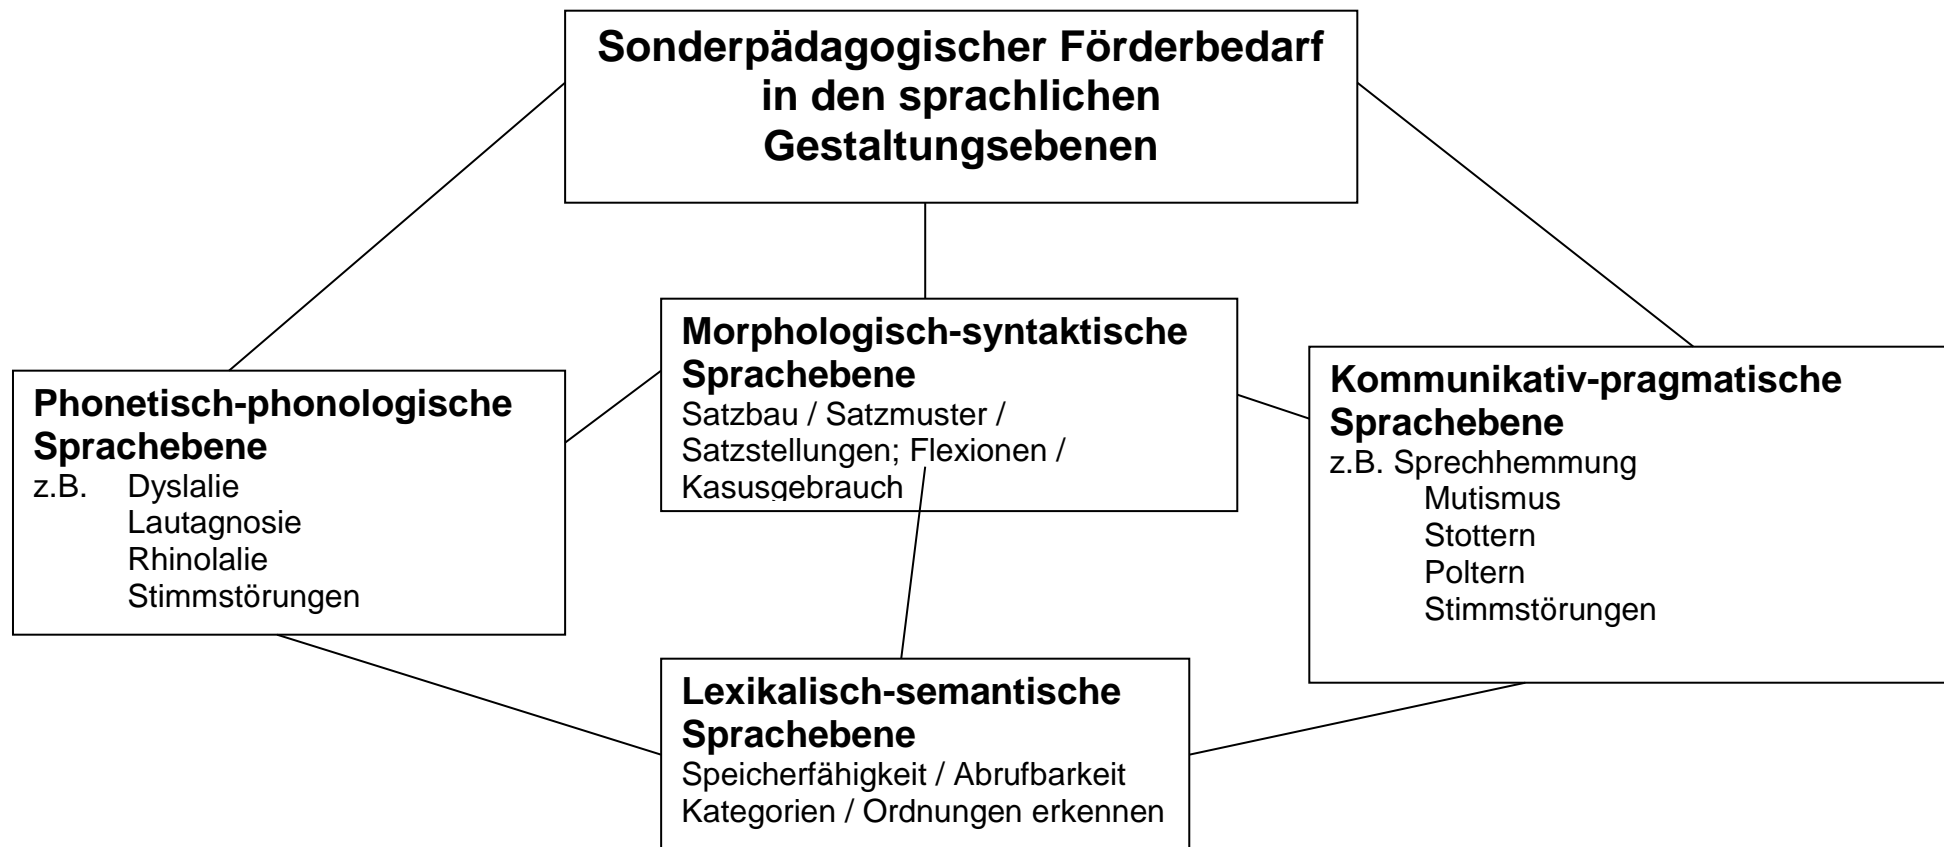 Sonderpädagogischer Förderbedarf
in den sprachlichen
Gestaltungsebenen
Morphologisch-syntaktische
Sprachebene
Satzbau / Satzmuster /
Satzstellungen; Flexionen /
Kasusgebrauch
Phonetisch-phonologische
Sprachebene
z.B. Dyslalie
Lautagnosie
Rhinolalie
Stimmstörungen
Kommunikativ-pragmatische
Sprachebene
z.B. Sprechhemmung
Mutismus
Stottern
Poltern
Stimmstörungen
Lexikalisch-semantische
Sprachebene
Speicherfähigkeit / Abrufbarkeit
Kategorien / Ordnungen erkennen